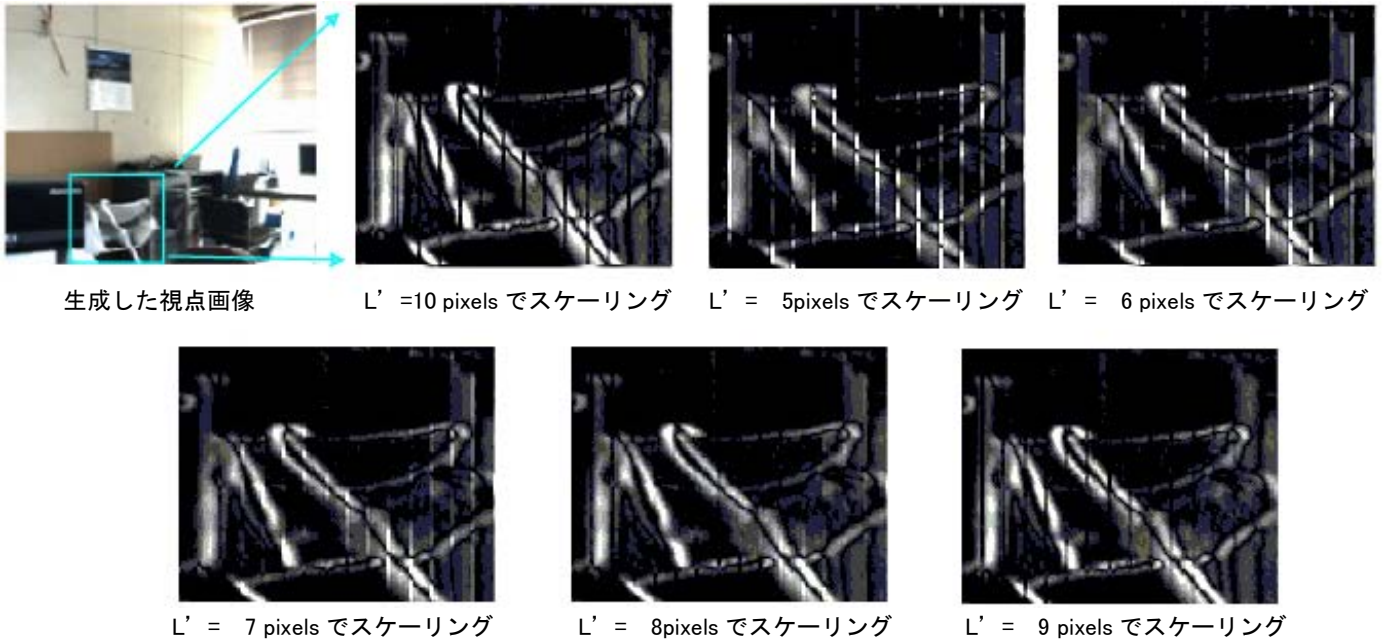 生成した視点画像
L’ =10 pixels でスケーリング
L’ = 5pixels でスケーリング
L’ = 6 pixels でスケーリング
L’ = 7 pixels でスケーリング
L’ = 8pixels でスケーリング
L’ = 9 pixels でスケーリング